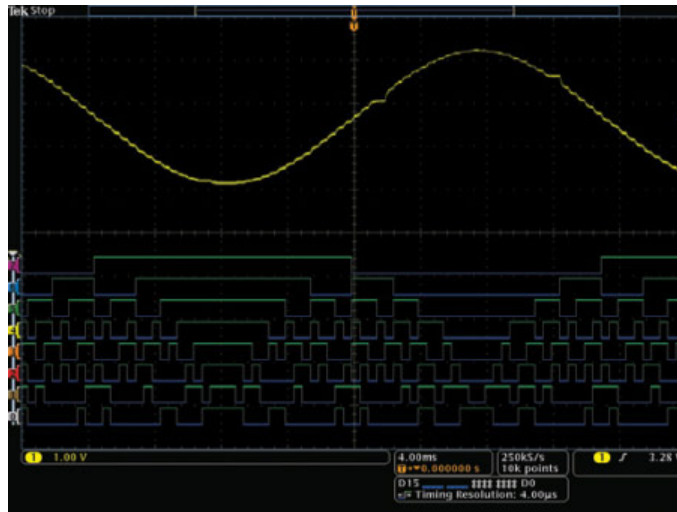 Tek Stop
1 1.00 V
4.00ms
0.000000 s
250kS/s
10k points
1 3.28 V
D15 D0
Timing Resolution: 4.00µs